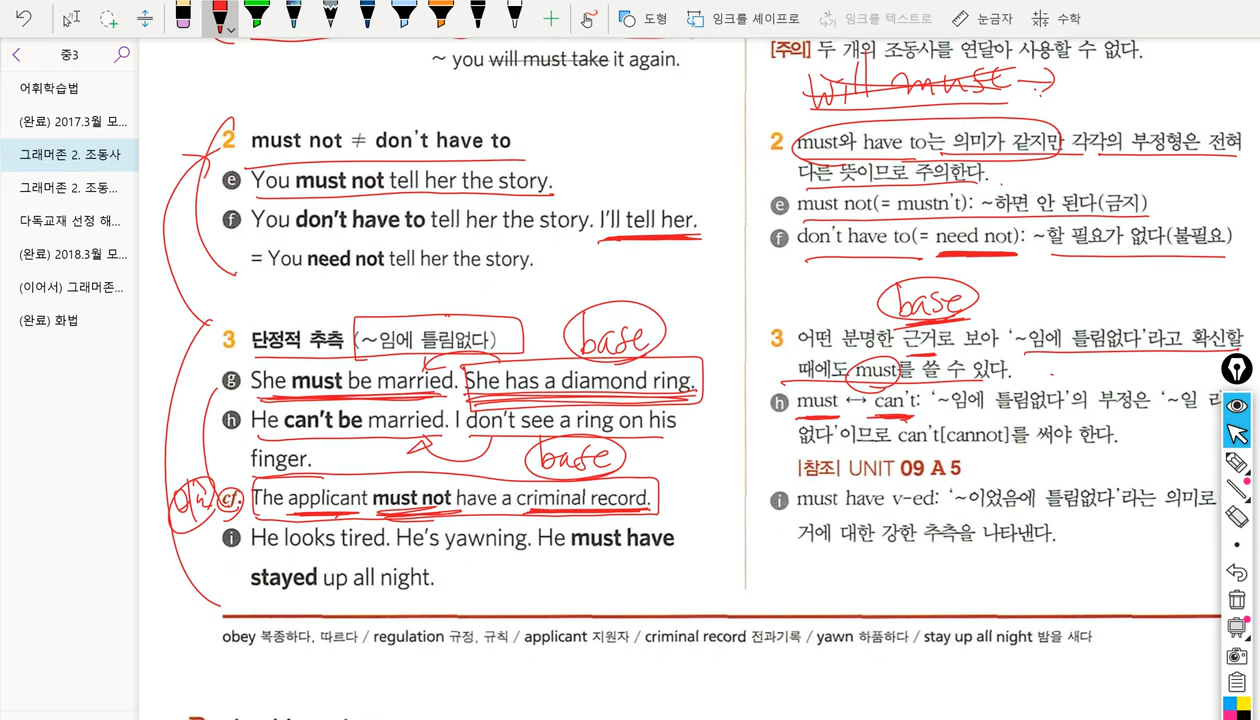 도형
잉크를 셰이프로
잉크를 텍스트로
눈금자
수학
중3
어휘학습법
(완료) 2017.3월 모...
그래머존 2. 조동사
그래머존 2. 조동...
다독교재 선정 해...
(완료) 2018.3월 모...
(이어서) 그래머존...
(완료) 화법
~ you will must take it again.
2 must not ≠ don't have to
e You must not tell her the story.
f You don't have to tell her the story. I'll tell her.
= You need not tell her the story.
base
3 단정적 추측 (~임에 틀림없다)
g She must be married. She has a diamond ring.
h He can't be married. I don't see a ring on his
finger.
base
cf. The applicant must not have a criminal record.
i He looks tired. He's yawning. He must have
stayed up all night.
[주의] 두 개의 조동사를 연달아 사용할 수 없다.
will must
2 must와 have to는 의미가 같지만 각각의 부정형은 전혀
다른 뜻이므로 주의한다.
e must not(= mustn't): ~하면 안 된다(금지)
f don't have to(= need not): ~할 필요가 없다(불필요)
base
3 어떤 분명한 근거로 보아 '~임에 틀림없다'라고 확신할
때에도 must를 쓸 수 있다.
h must ↔ can't: '~임에 틀림없다'의 부정은 '~일
없다'이므로 can't[cannot]를 써야 한다.
[참조] UNIT 09 A 5
i must have v-ed: '~이었음에 틀림없다'라는 의미로
거에 대한 강한 추측을 나타낸다.
obey 복종하다, 따르다 / regulation 규정, 규칙 / applicant 지원자 / criminal record 전과기록 / yawn 하품하다 / stay up all night 밤을 새다